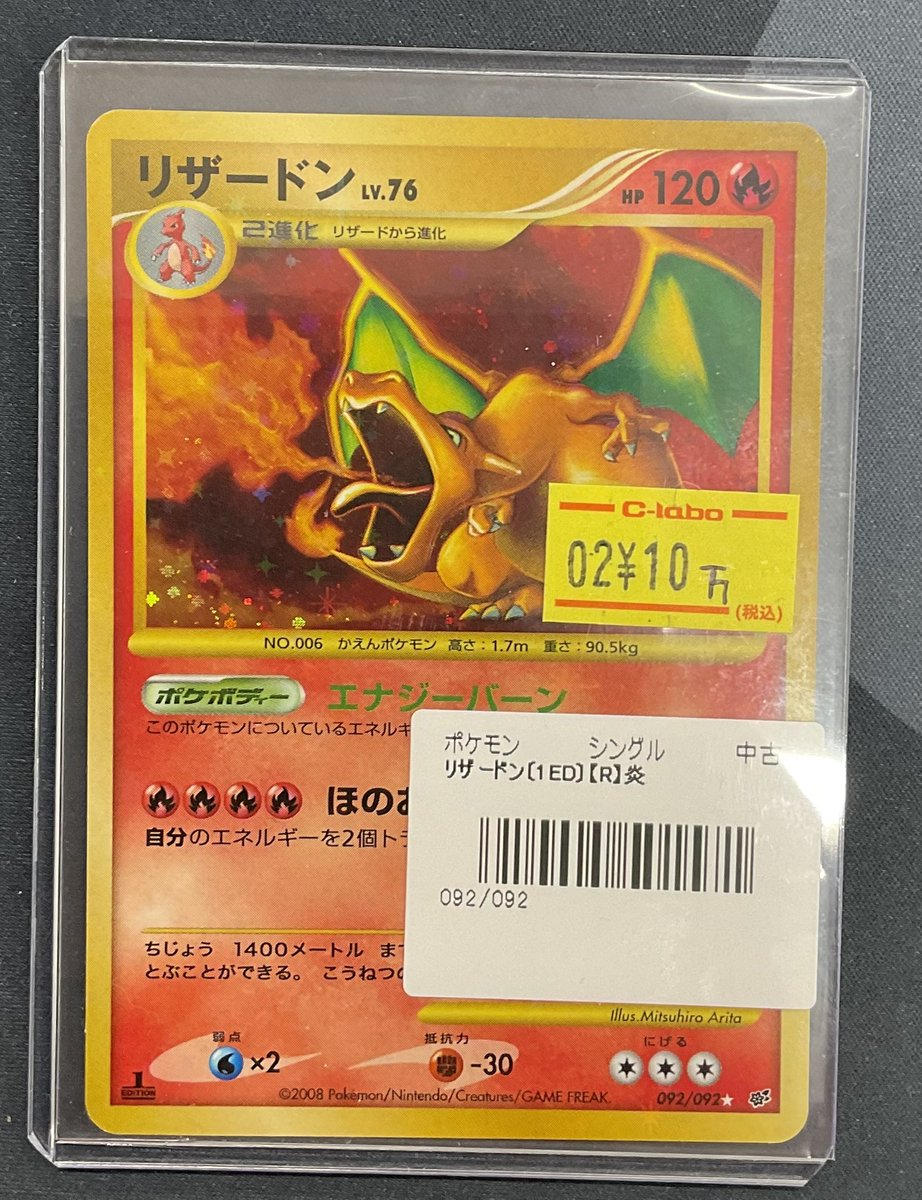 リザードン LV.76
HP 120
2進化 リザードから進化
C-labo
02¥10万
(税込)
NO.006 かえんポケモン 高さ：1.7m 重さ：90.5kg
ポケボディー エナジーバーン
このポケモンについているエネルギ
ほのお
自分のエネルギーを2個ト
ポケモン シングル 中古
リザードン〔1ED〕【R】炎
092/092
ちじょう 1400メートル ま
とぶことができる。 こうねつの
Illus.Mitsuhiro Arita
弱点 抵抗力 にげる
×2 -30
1
EDITION
©2008 Pokémon/Nintendo/Creatures/GAME FREAK.
092/092★